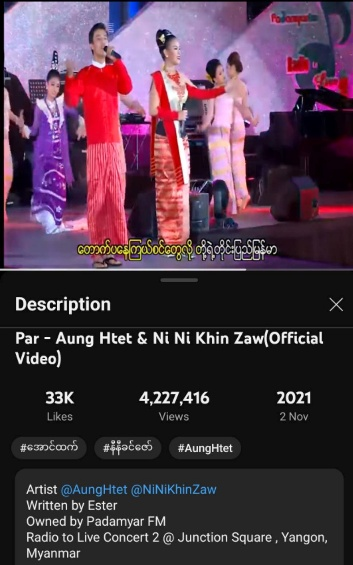 Padamyar
တောက်ပနေကြယ်စင်တွေလို့ တို့ရဲ့တိုင်းပြည်မြန်မာ
Description
Par - Aung Htet & Ni Ni Khin Zaw(Official
Video)
33K
Likes
4,227,416
Views
2021
2 Nov
#အောင်ထက်
#နီနီခင်ဇော်
#AungHtet
Artist @AungHtet @NiNiKhinZaw
Written by Ester
Owned by Padamyar FM
Radio to Live Concert 2 @ Junction Square , Yangon,
Myanmar